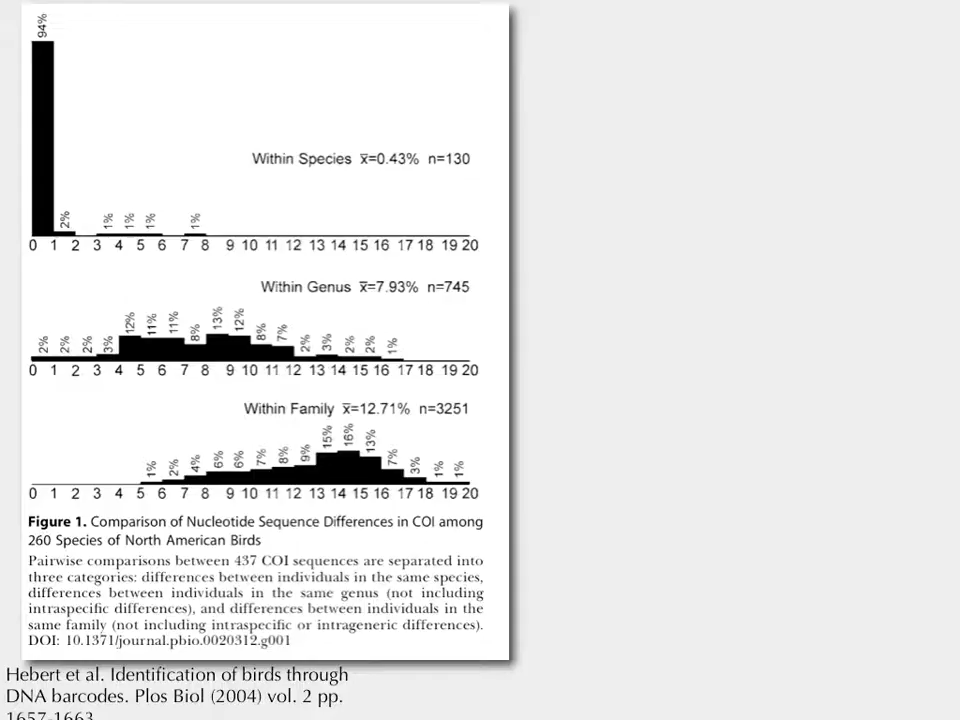 94%
2%
1%
1%
1%
1%
Within Species x̄=0.43% n=130
0 1 2 3 4 5 6 7 8 9 10 11 12 13 14 15 16 17 18 19 20
Within Genus x̄=7.93% n=745
2% 2% 2% 3% 12% 11% 11% 8% 13% 12% 8% 7% 2% 3% 2% 2% 1%
0 1 2 3 4 5 6 7 8 9 10 11 12 13 14 15 16 17 18 19 20
Within Family x̄=12.71% n=3251
1% 2% 4% 6% 6% 7% 8% 9% 15% 16% 13% 7% 3% 1% 1%
0 1 2 3 4 5 6 7 8 9 10 11 12 13 14 15 16 17 18 19 20
Figure 1. Comparison of Nucleotide Sequence Differences in COI among
260 Species of North American Birds
Pairwise comparisons between 437 COI sequences are separated into
three categories: differences between individuals in the same species,
differences between individuals in the same genus (not including
intraspecific differences), and differences between individuals in the
same family (not including intraspecific or intrageneric differences).
DOI: 10.1371/journal.pbio.0020312.g001
Hebert et al. Identification of birds through
DNA barcodes. Plos Biol (2004) vol. 2 pp.
1657-1663